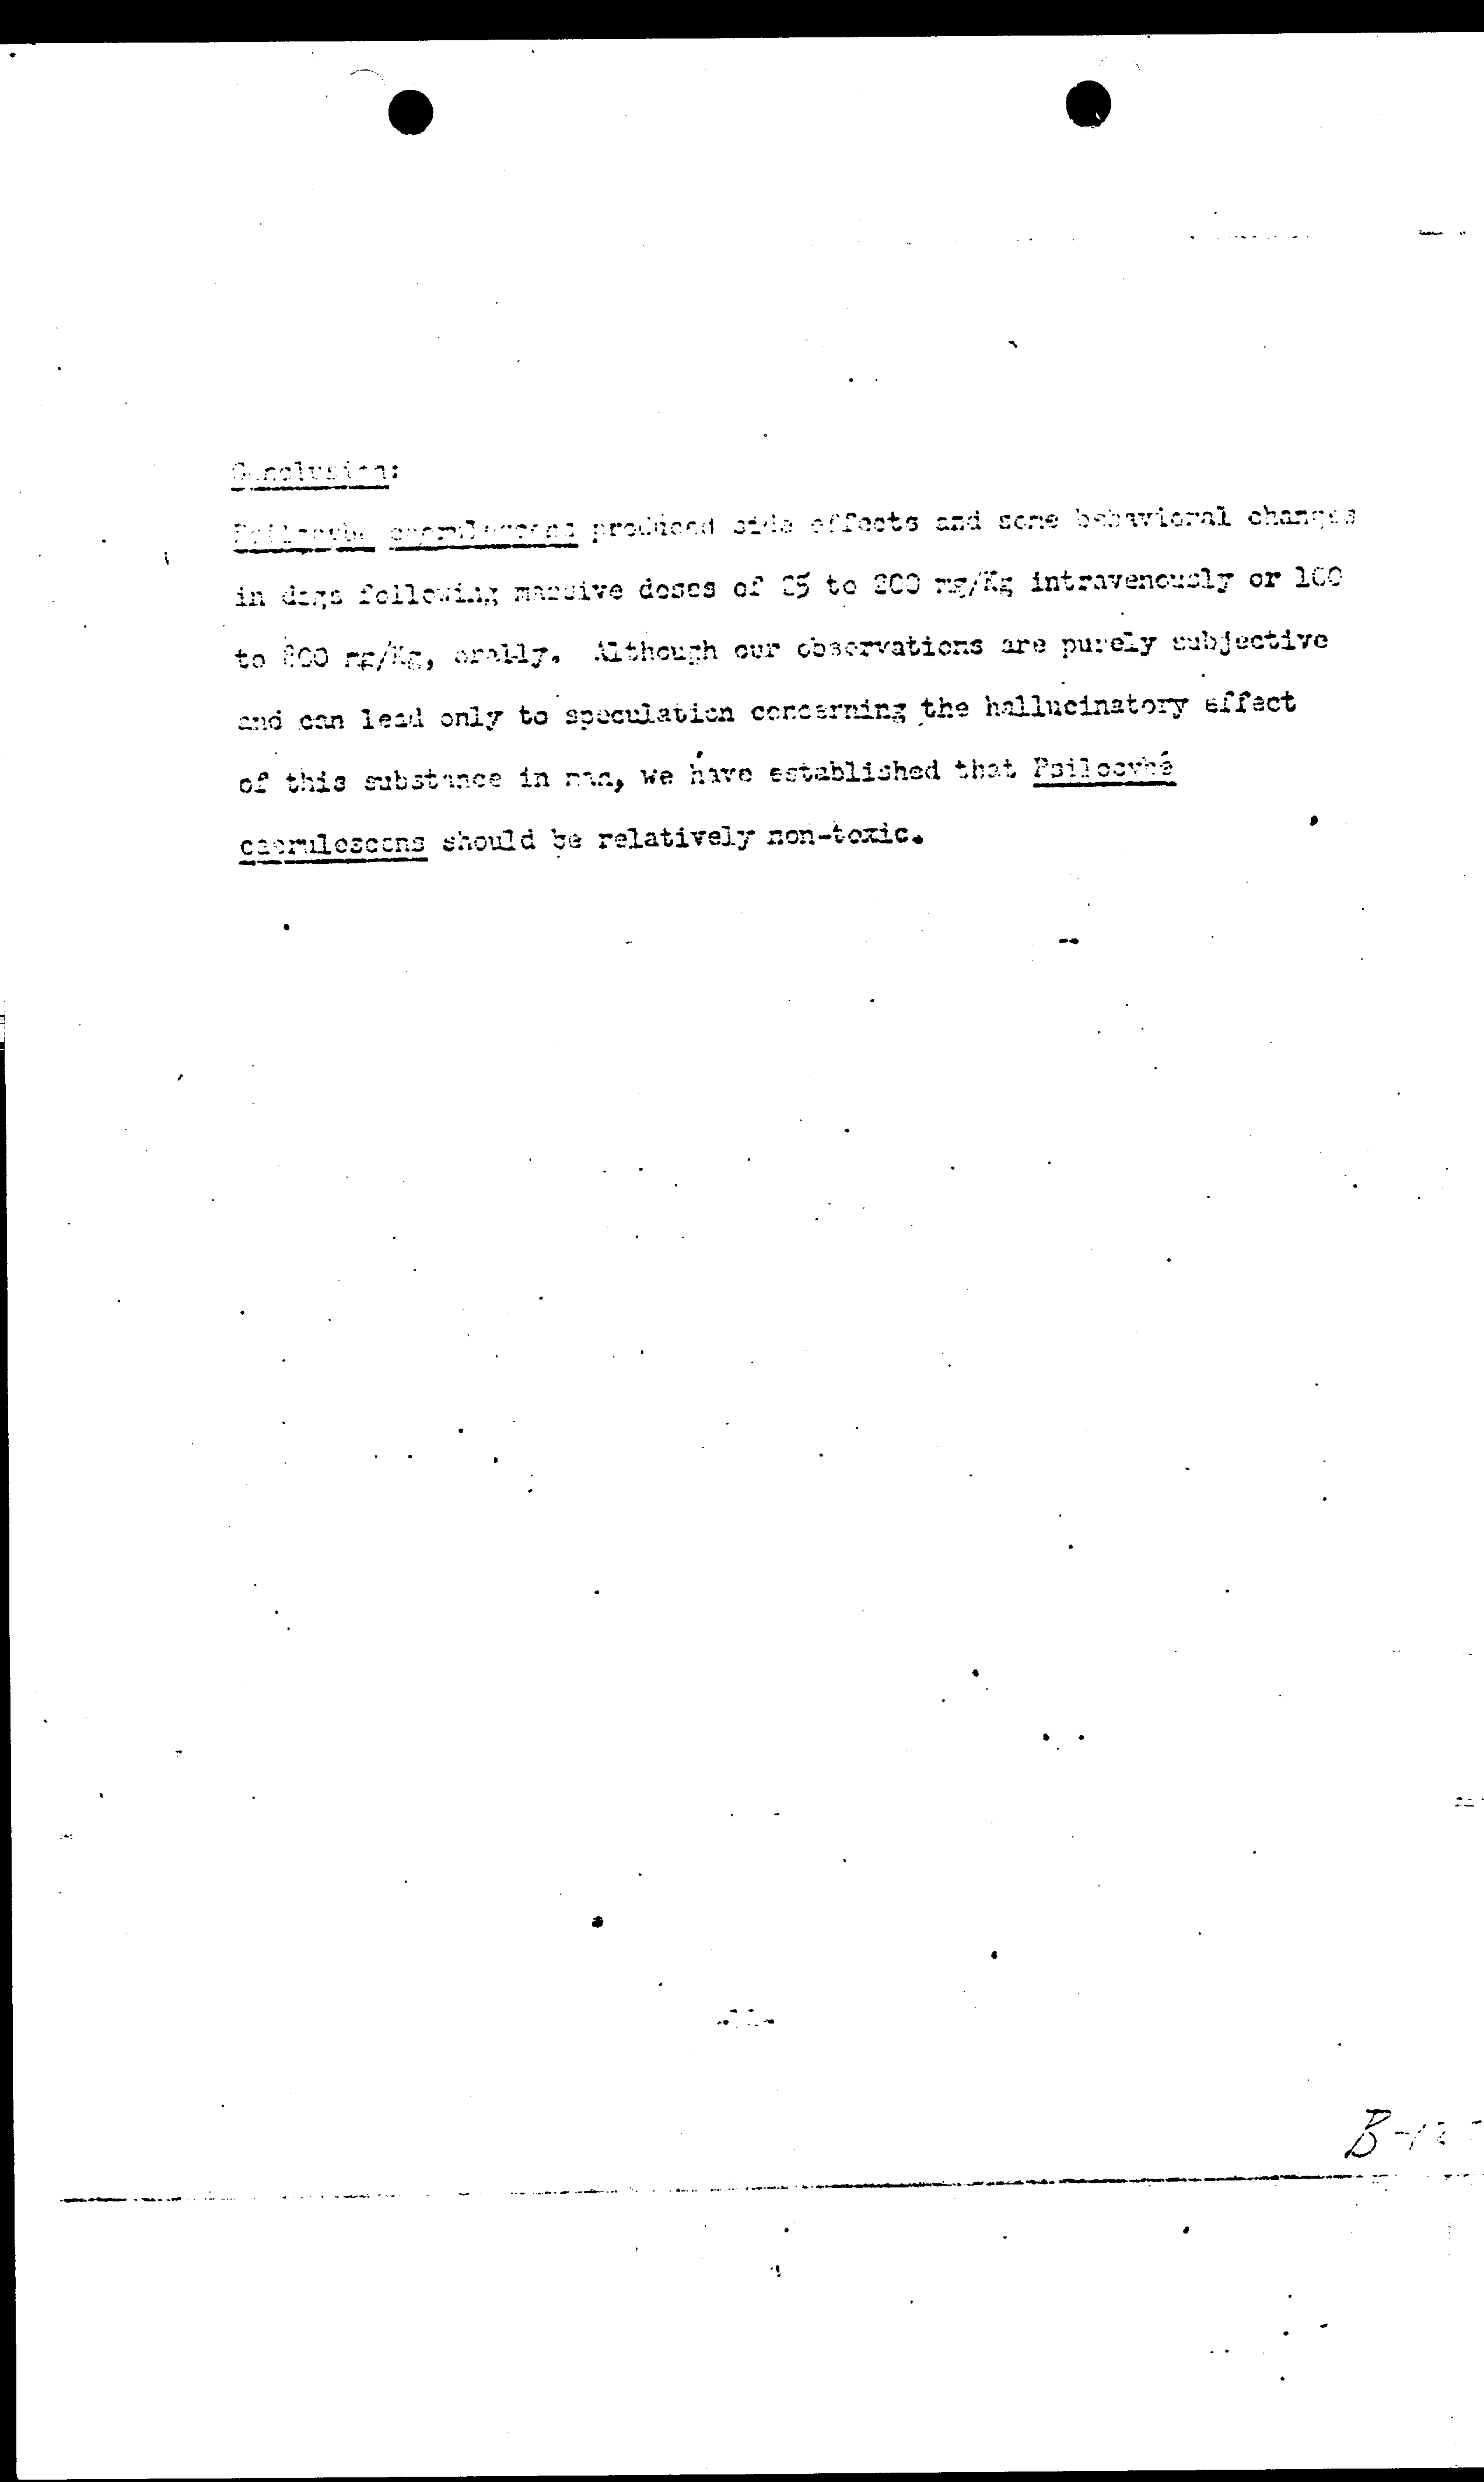 Conclusion:
Psilocybe caerulescens produced side effects and some behavioral changes
in dogs following massive doses of 25 to 200 mg/Kg intravenously or 100
to 800 mg/Kg, orally. Although our observations are purely subjective
and can lead only to speculation concerning the hallucinatory effect
of this substance in man, we have established that Psilocybe
caerulescens should be relatively non-toxic.